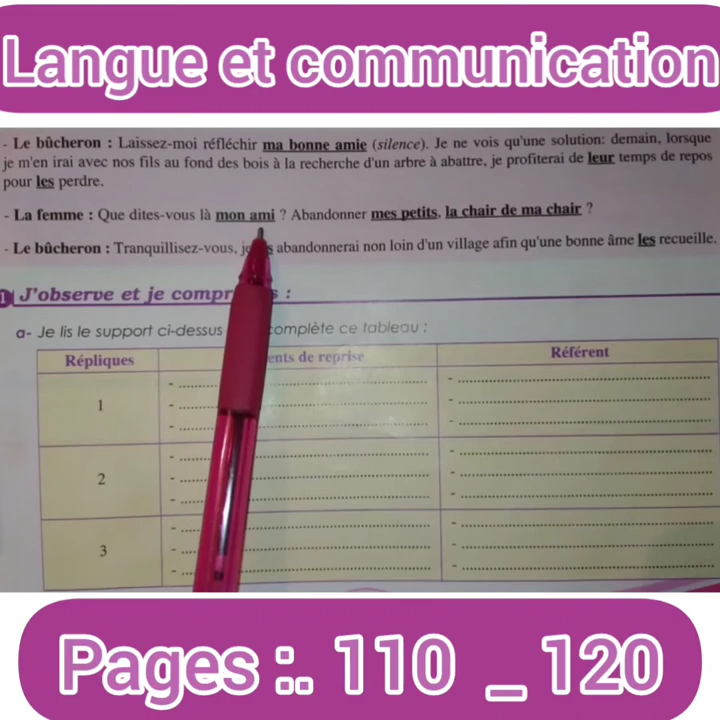 Langue et communication
- Le bûcheron : Laissez-moi réfléchir ma bonne amie (silence). Je ne vois qu'une solution: demain, lorsque
je m'en irai avec nos fils au fond des bois à la recherche d'un arbre à abattre, je profiterai de leur temps de repos
pour les perdre.
- La femme : Que dites-vous là mon ami ? Abandonner mes petits, la chair de ma chair ?
- Le bûcheron : Tranquillisez-vous, abandonnerai non loin d'un village afin qu'une bonne âme les recueille.
1 J'observe et je compr s :
a- Je lis le support ci-dessus complète ce tableau :
Répliques ents de reprise Référent
1
2
3
Pages :. 110 _ 120